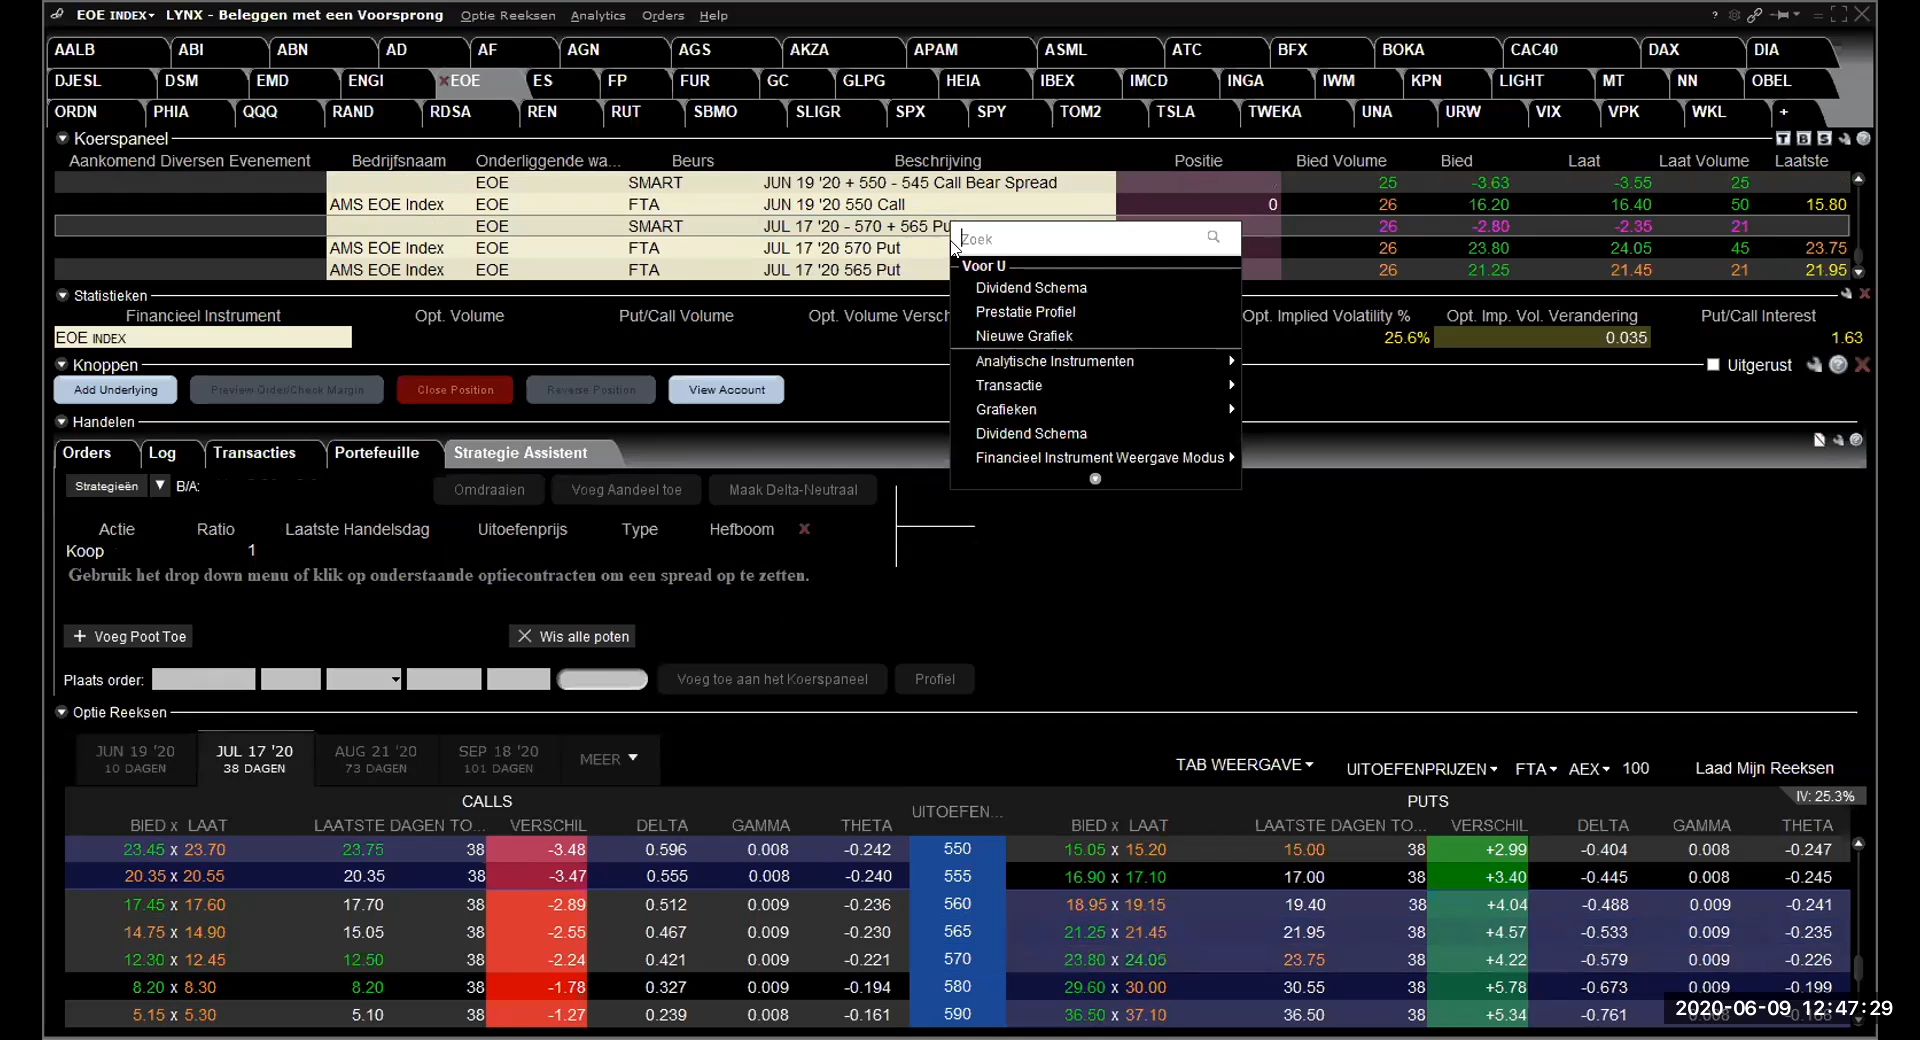 EOE INDEX LYNX - Beleggen met een Voorsprong Optie Reeksen Analytics Orders Help ?
AALB ABI ABN AD AF AGN AGS AKZA APAM ASML ATC BFX BOKA CAC40 DAX DIA
DJESL DSM EMD ENGI EOE ES FP FUR GC GLPG HEIA IBEX IMCD INGA IWM KPN LIGHT MT NN OBEL
ORDN PHIA QQQ RAND RDSA REN RUT SBMO SLIGR SPX SPY TOM2 TSLA TWEKA UNA URW VIX VPK WKL +
Koerspaneel T B S
Aankomend Diversen Evenement Bedrijfsnaam Onderliggende wa... Beurs Beschrijving Positie Bied Volume Bied Laat Laat Volume Laatste
EOE SMART JUN 19 '20 + 550 - 545 Call Bear Spread 25 -3.63 -3.55 25
AMS EOE Index EOE FTA JUN 19 '20 550 Call 0 26 16.20 16.40 50 15.80
EOE SMART JUL 17 '20 - 570 + 565 Pu 26 -2.80 -2.35 21
AMS EOE Index EOE FTA JUL 17 '20 570 Put 26 23.80 24.05 45 23.75
AMS EOE Index EOE FTA JUL 17 '20 565 Put 26 21.25 21.45 21 21.95
Zoek
Voor U
Dividend Schema
Prestatie Profiel
Nieuwe Grafiek
Analytische Instrumenten
Transactie
Grafieken
Dividend Schema
Financieel Instrument Weergave Modus
Statistieken
Financieel Instrument Opt. Volume Put/Call Volume Opt. Volume Versch Opt. Implied Volatility % Opt. Imp. Vol. Verandering Put/Call Interest
EOE INDEX 25.6% 0.035 1.63
Knoppen Uitgerust
Add Underlying Preview Order/Check Margin Close Position Reverse Position View Account
Handelen
Orders Log Transacties Portefeuille Strategie Assistent
Strategieën B/A: Omdraaien Voeg Aandeel toe Maak Delta-Neutraal
Actie Ratio Laatste Handelsdag Uitoefenprijs Type Hefboom
Koop 1
Gebruik het drop down menu of klik op onderstaande optiecontracten om een spread op te zetten.
+ Voeg Poot Toe Wis alle poten
Plaats order: Voeg toe aan het Koerspaneel Profiel
Optie Reeksen
JUN 19 '20 JUL 17 '20 AUG 21 '20 SEP 18 '20 MEER
10 DAGEN 38 DAGEN 73 DAGEN 101 DAGEN
TAB WEERGAVE UITOEFENPRIJZEN FTA AEX 100 Laad Mijn Reeksen
CALLS UITOEFEN... PUTS IV: 25.3%
BIED x LAAT LAATSTE DAGEN TO... VERSCHIL DELTA GAMMA THETA BIED x LAAT LAATSTE DAGEN TO... VERSCHIL DELTA GAMMA THETA
23.45 x 23.70 23.75 38 -3.48 0.596 0.008 -0.242 550 15.05 x 15.20 15.00 38 +2.99 -0.404 0.008 -0.247
20.35 x 20.55 20.35 38 -3.47 0.555 0.008 -0.240 555 16.90 x 17.10 17.00 38 +3.40 -0.445 0.008 -0.245
17.45 x 17.60 17.70 38 -2.89 0.512 0.009 -0.236 560 18.95 x 19.15 19.40 38 +4.04 -0.488 0.009 -0.241
14.75 x 14.90 15.05 38 -2.55 0.467 0.009 -0.230 565 21.25 x 21.45 21.95 38 +4.57 -0.533 0.009 -0.235
12.30 x 12.45 12.50 38 -2.24 0.421 0.009 -0.221 570 23.80 x 24.05 23.75 38 +4.22 -0.579 0.009 -0.226
8.20 x 8.30 8.20 38 -1.78 0.327 0.009 -0.194 580 29.60 x 30.00 30.55 38 +5.78 -0.673 0.009 -0.199
5.15 x 5.30 5.10 38 -1.27 0.239 0.008 -0.161 590 36.50 x 37.10 36.50 38 +5.34 -0.761
2020-06-09 12:47:29